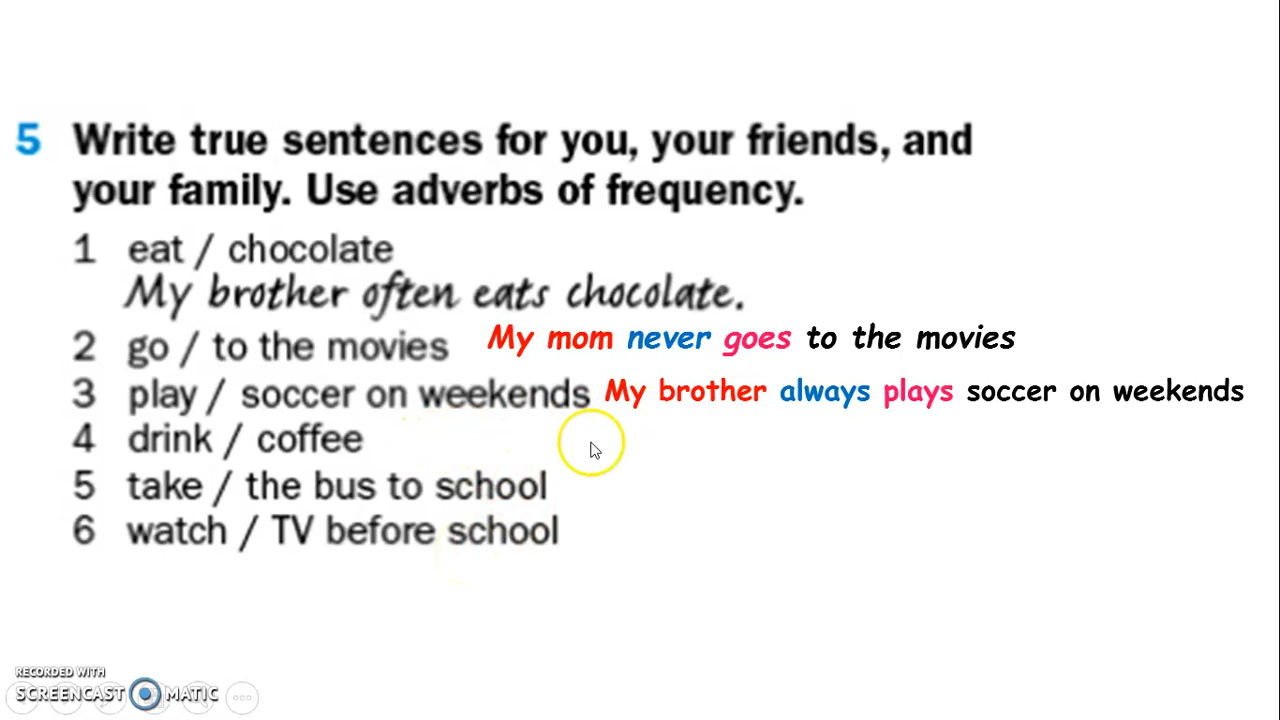 5 Write true sentences for you, your friends, and
your family. Use adverbs of frequency.
1 eat / chocolate
My brother often eats chocolate.
2 go / to the movies My mom never goes to the movies
3 play / soccer on weekends My brother always plays soccer on weekends
4 drink / coffee
5 take / the bus to school
6 watch / TV before school
RECORDED WITH
SCREENCAST MATIC